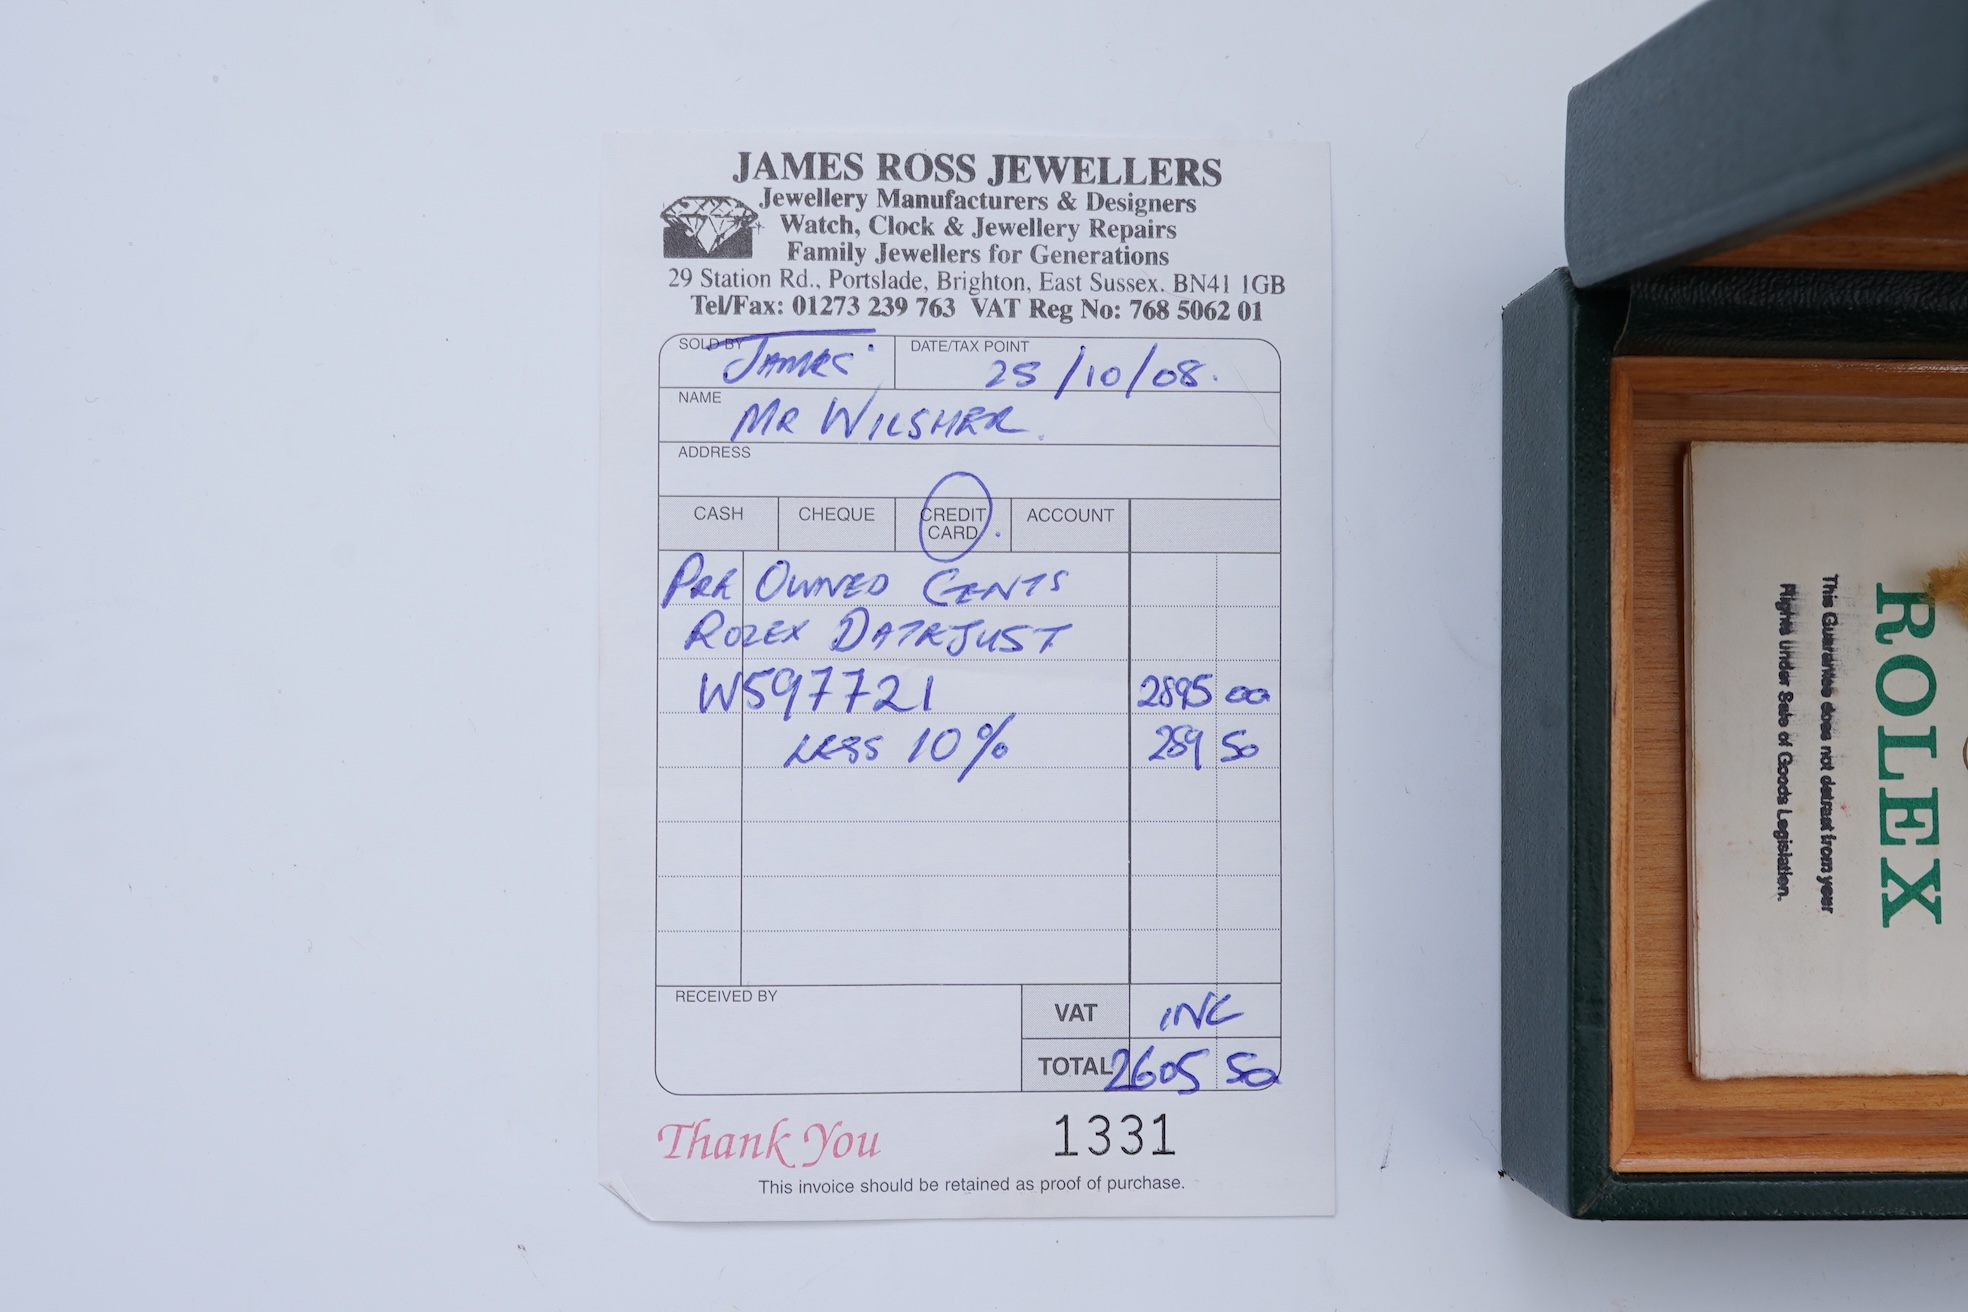 JAMES ROSS JEWELLERS
Jewellery Manufacturers & Designers
Watch, Clock & Jewellery Repairs
Family Jewellers for Generations
29 Station Rd., Portslade, Brighton, East Sussex. BN41 1GB
Tel/Fax: 01273 239 763 VAT Reg No: 768 5062 01
SOLD BY JAMES DATE/TAX POINT 25/10/08.
NAME MR WILSHER.
ADDRESS
CASH CHEQUE CREDIT CARD ACCOUNT
PRE OWNED GENTS
ROLEX DATEJUST
W597721 2895 00
LESS 10% 289 50
RECEIVED BY
VAT INC
TOTAL 2605 50
Thank You 1331
This invoice should be retained as proof of purchase.
ROLEX
This Guarantee does not detract from your
Rights under Sale of Goods Legislation.